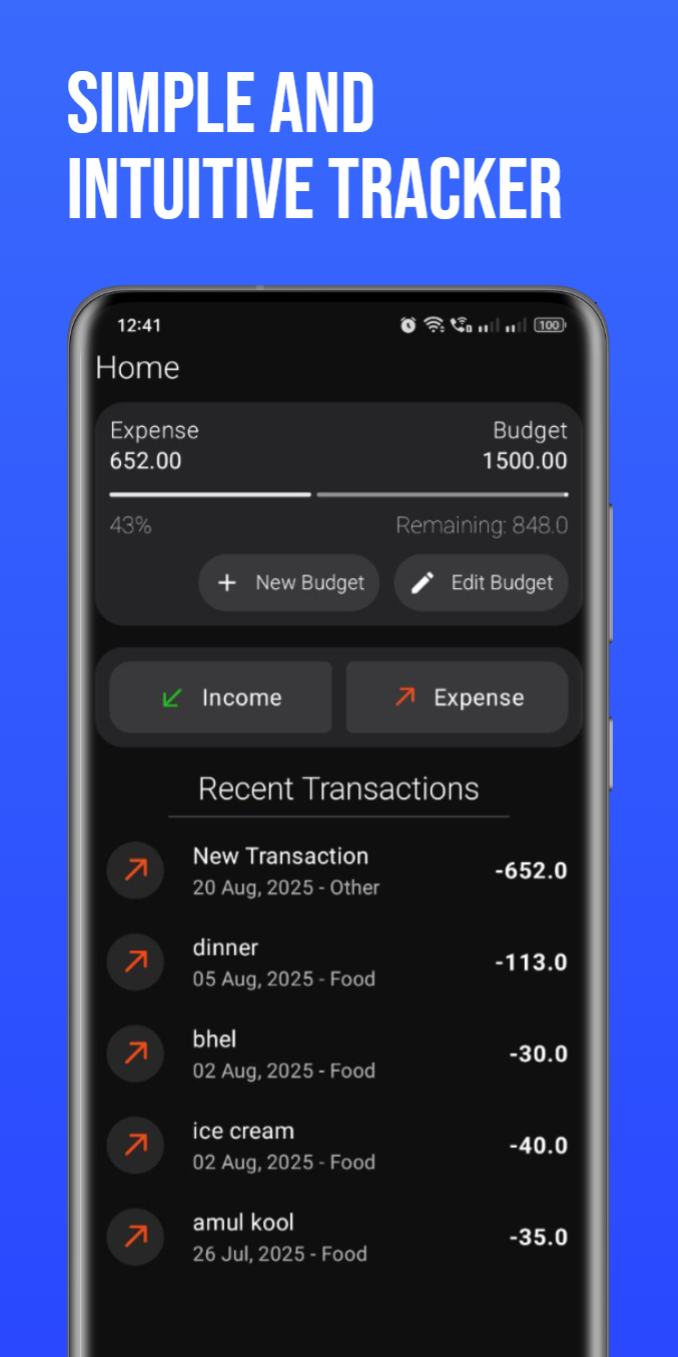 SIMPLE AND
INTUITIVE TRACKER
12:41
100
Home
Expense Budget
652.00 1500.00
43% Remaining: 848.0
+ New Budget Edit Budget
Income Expense
Recent Transactions
New Transaction
20 Aug, 2025 - Other
-652.0
dinner
05 Aug, 2025 - Food
-113.0
bhel
02 Aug, 2025 - Food
-30.0
ice cream
02 Aug, 2025 - Food
-40.0
amul kool
26 Jul, 2025 - Food
-35.0